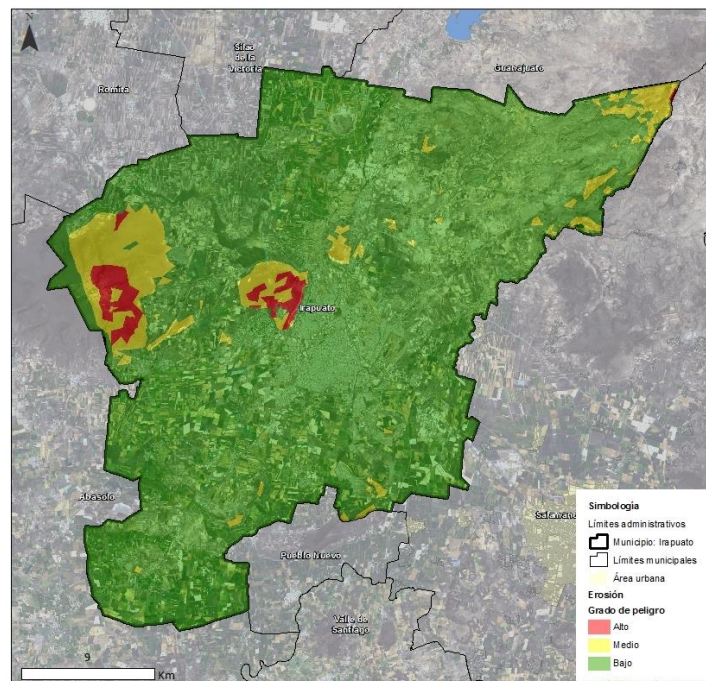 N
Silao
de la
Victoria
Guanajuato
Romita
Irapuato
Abasolo
Salamanca
Pueblo Nuevo
Valle de
Santiago
Simbología
Límites administrativos
Municipio: Irapuato
Límites municipales
Área urbana
Erosión
Grado de peligro
Alto
Medio
Bajo
9
Km